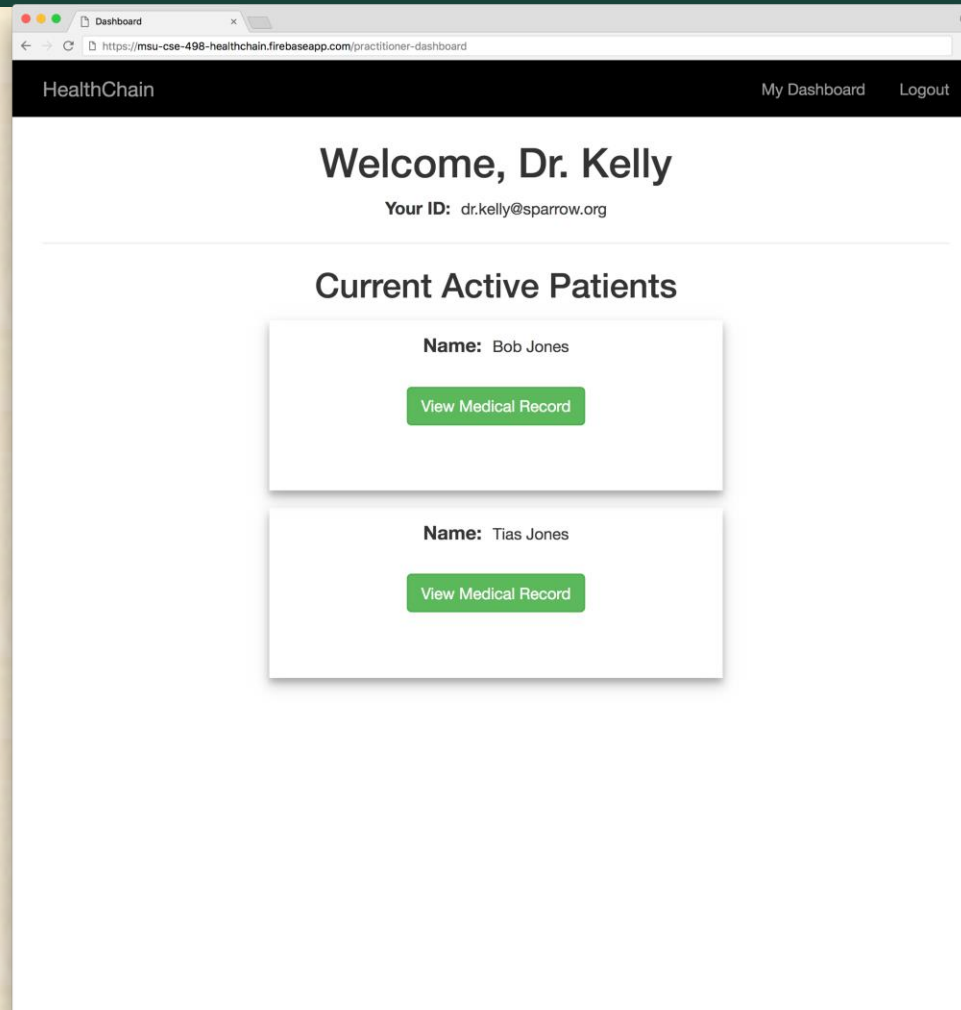 Dashboard
https://msu-cse-498-healthchain.firebaseapp.com/practitioner-dashboard
HealthChain My Dashboard Logout
Welcome, Dr. Kelly
Your ID: dr.kelly@sparrow.org
Current Active Patients
Name: Bob Jones
View Medical Record
Name: Tias Jones
View Medical Record